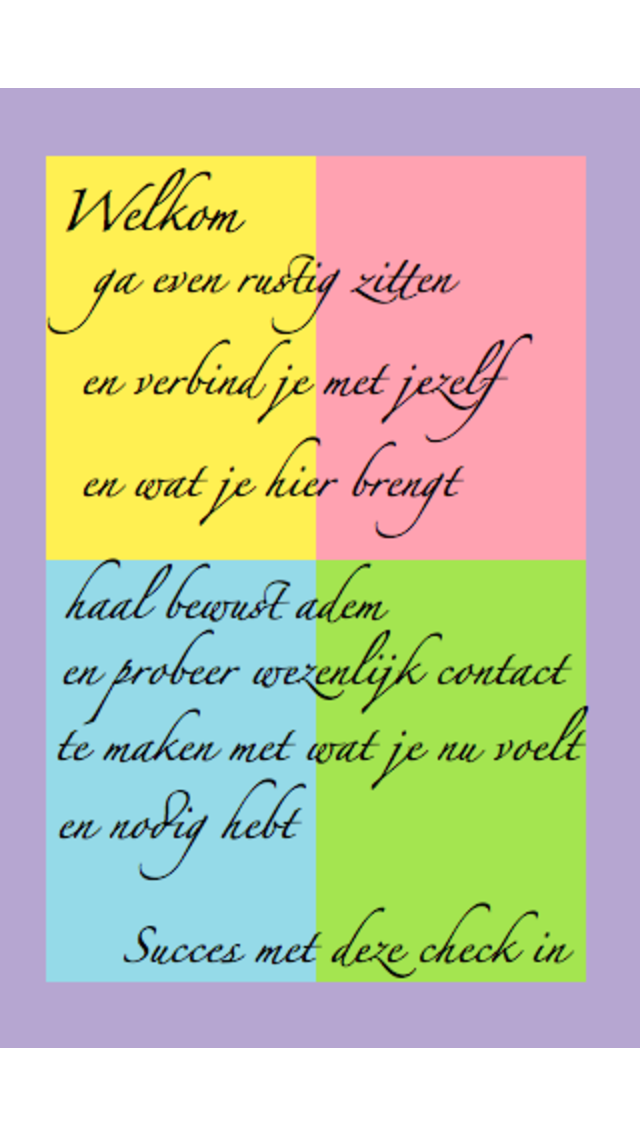 Welkom
ga even rustig zitten
en verbind je met jezelf
en wat je hier brengt
haal bewust adem
en probeer wezenlijk contact
te maken met wat je nu voelt
en nodig hebt
Succes met deze check in